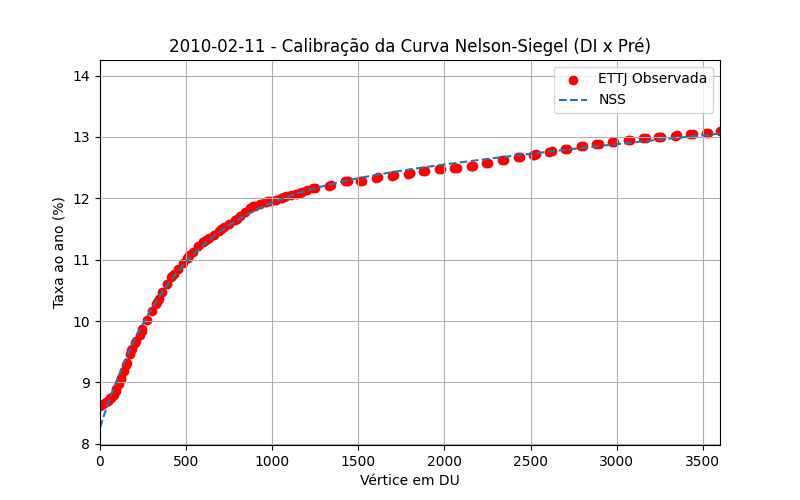 2010-02-11 - Calibração da Curva Nelson-Siegel (DI x Pré)
ETTJ Observada
NSS
Taxa ao ano (%)
14
13
12
11
10
9
8
0 500 1000 1500 2000 2500 3000 3500
Vértice em DU